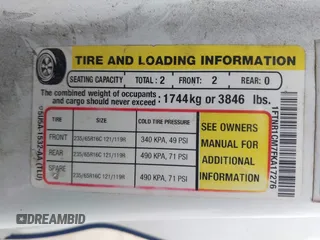 TIRE AND LOADING INFORMATION
SEATING CAPACITY TOTAL: 2 FRONT: 2 REAR: 0
The combined weight of occupants
and cargo should never exceed : 1744kg or 3846 lbs.
TIRE SIZE COLD TIRE PRESSURE
FRONT 235/65R16C 121/119R 340 KPA, 49 PSI
REAR 235/65R16C 121/119R 490 KPA, 71 PSI
SPARE 235/65R16C 121/119R 490 KPA, 71 PSI
SEE OWNERS
MANUAL FOR
ADDITIONAL
INFORMATION
DREAMBID